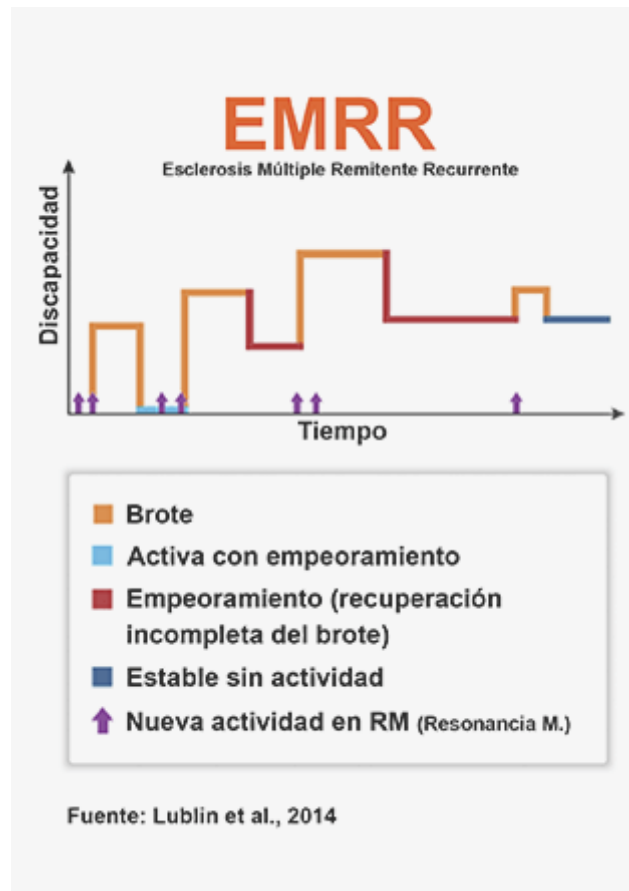 EMRR
Esclerosis Múltiple Remitente Recurrente
Discapacidad
Tiempo
Brote
Activa con empeoramiento
Empeoramiento (recuperación
incompleta del brote)
Estable sin actividad
Nueva actividad en RM (Resonancia M.)
Fuente: Lublin et al., 2014